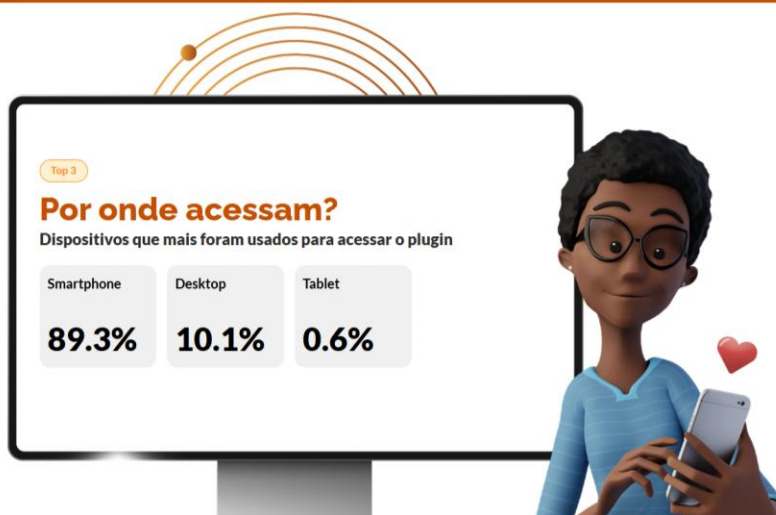 Top 3
Por onde acessam?
Dispositivos que mais foram usados para acessar o plugin
Smartphone Desktop Tablet
89.3% 10.1% 0.6%